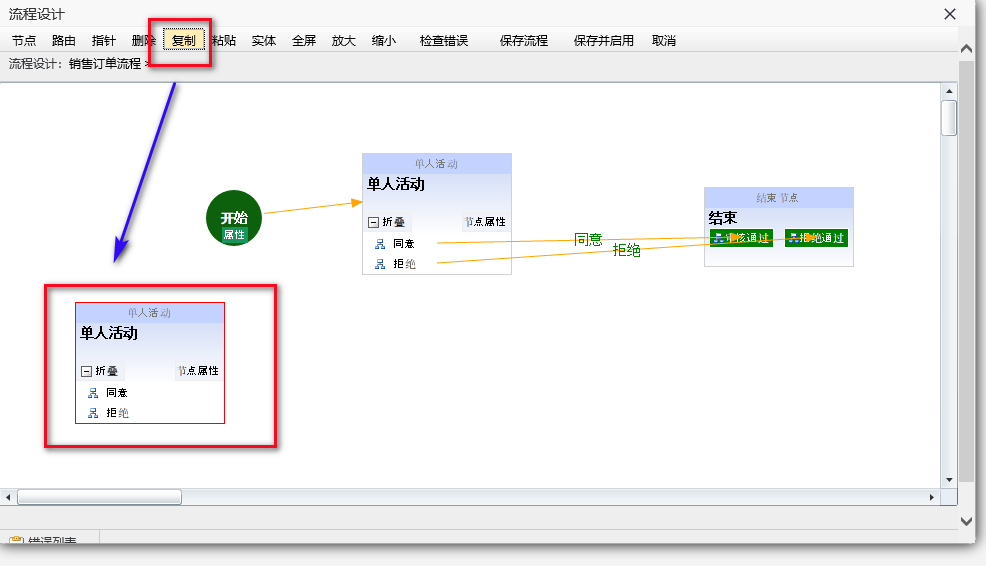 流程设计
节点 路由 指针 删除 复制 粘贴 实体 全屏 放大 缩小 检查错误 保存流程 保存并启用 取消
流程设计: 销售订单流程 >
单人活动
单人活动
折叠 节点属性
同意
拒绝
开始
属性
结束 节点
结束
审核通过 拒绝通过
同意
拒绝
单人活动
单人活动
折叠 节点属性
同意
拒绝
错误列表